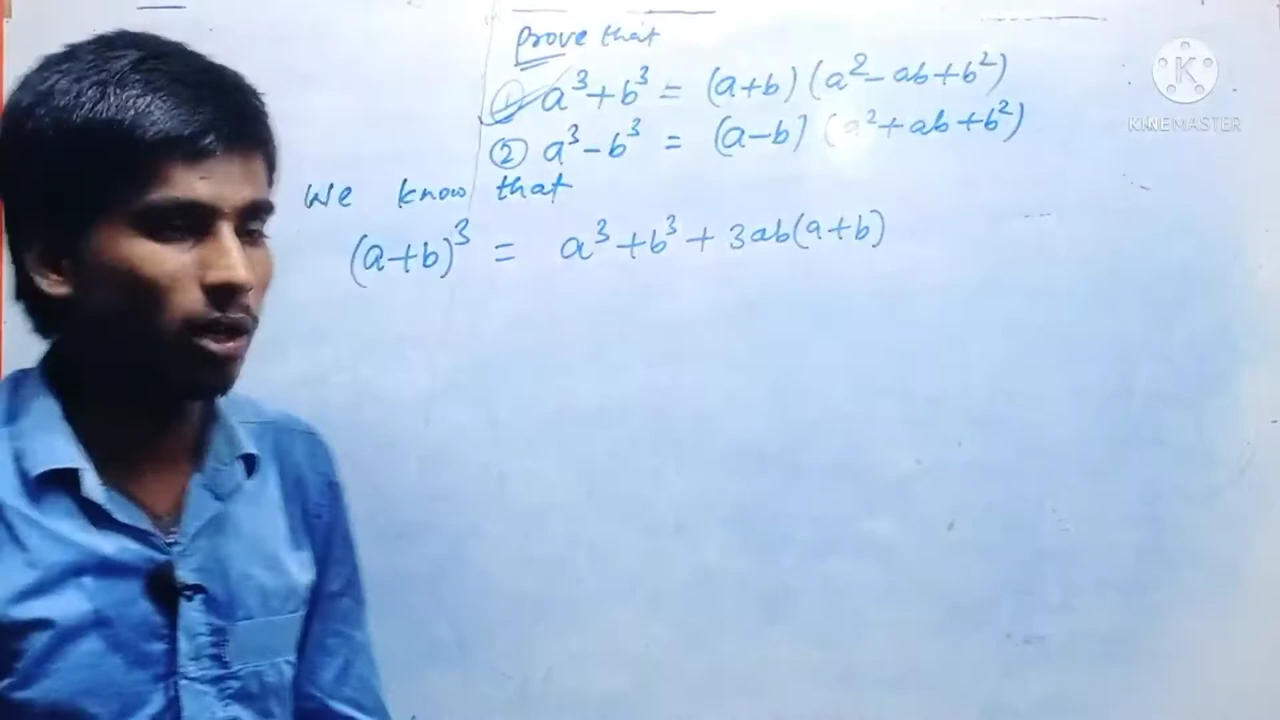 Prove that
① a³+b³ = (a+b) (a²-ab+b²)
② a³-b³ = (a-b) (a²+ab+b²)
We know that
(a+b)³ = a³+b³+3ab(a+b)
K
KINEMASTER